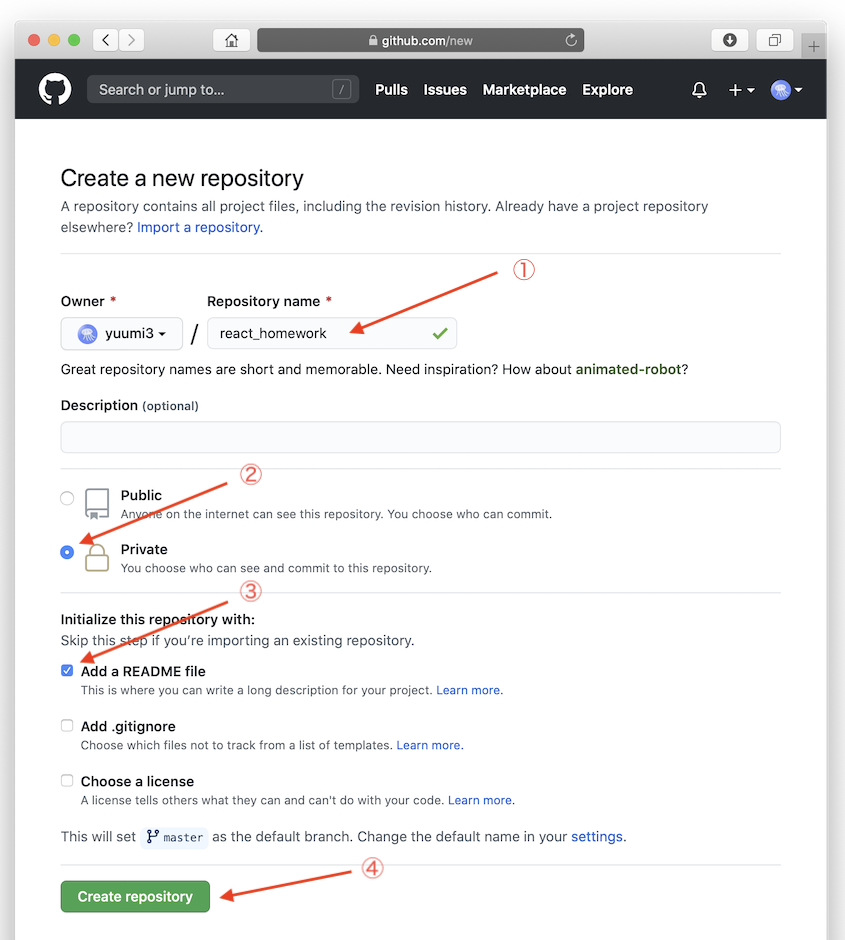 github.com/new
Search or jump to... / Pulls Issues Marketplace Explore
Create a new repository
A repository contains all project files, including the revision history. Already have a project repository
elsewhere? Import a repository.
①
Owner * Repository name *
yuumi3 / react_homework
Great repository names are short and memorable. Need inspiration? How about animated-robot?
Description (optional)
②
Public
Anyone on the internet can see this repository. You choose who can commit.
Private
You choose who can see and commit to this repository.
③
Initialize this repository with:
Skip this step if you’re importing an existing repository.
Add a README file
This is where you can write a long description for your project. Learn more.
Add .gitignore
Choose which files not to track from a list of templates. Learn more.
Choose a license
A license tells others what they can and can't do with your code. Learn more.
This will set master as the default branch. Change the default name in your settings.
④
Create repository